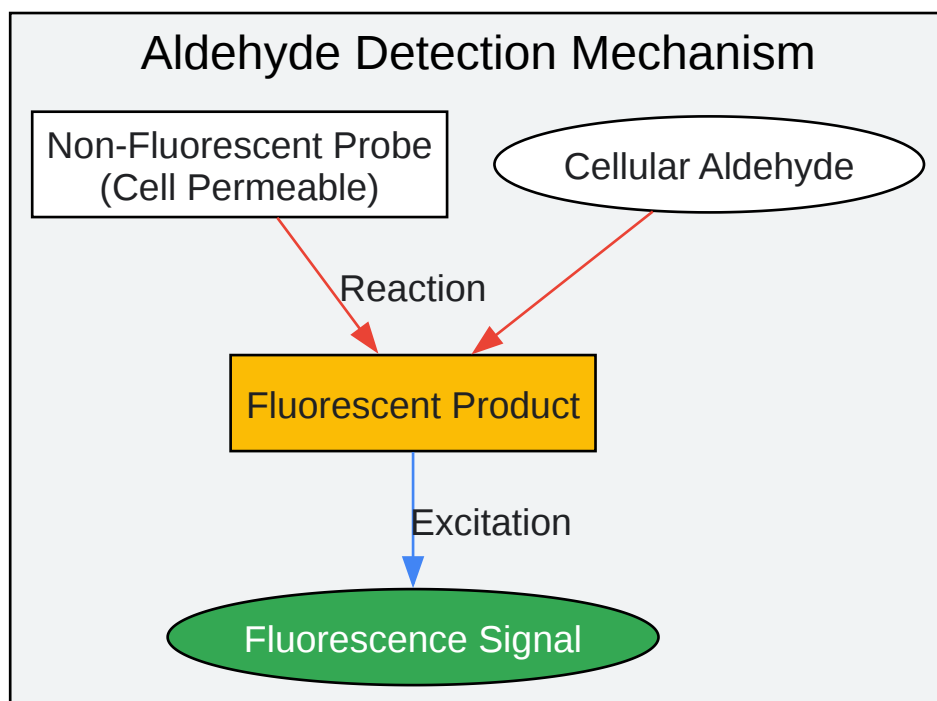 Aldehyde Detection Mechanism
Non-Fluorescent Probe
(Cell Permeable)
Cellular Aldehyde
Reaction
Fluorescent Product
Excitation
Fluorescence Signal